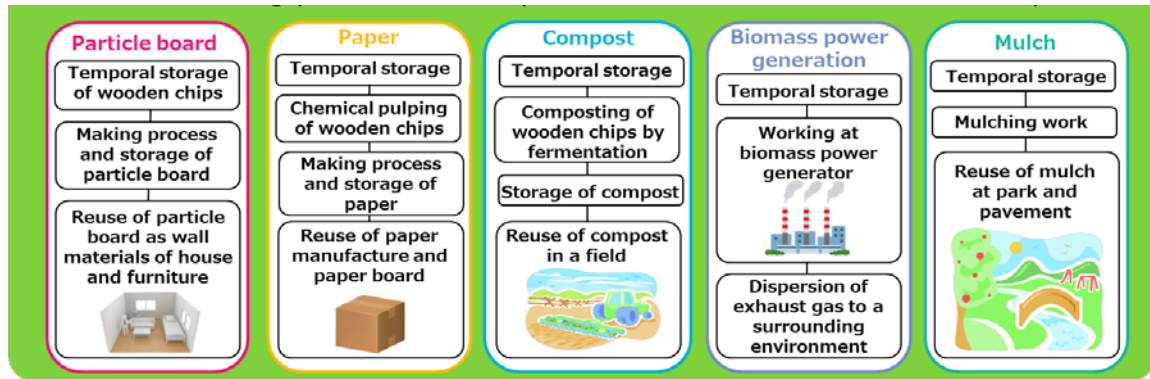 Particle board
Temporal storage
of wooden chips
Making process
and storage of
particle board
Reuse of particle
board as wall
materials of house
and furniture
Paper
Temporal storage
Chemical pulping
of wooden chips
Making process
and storage of
paper
Reuse of paper
manufacture and
paper board
Compost
Temporal storage
Composting of
wooden chips by
fermentation
Storage of compost
Reuse of compost
in a field
Biomass power
generation
Temporal storage
Working at
biomass power
generator
Dispersion of
exhaust gas to a
surrounding
environment
Mulch
Temporal storage
Mulching work
Reuse of mulch
at park and
pavement